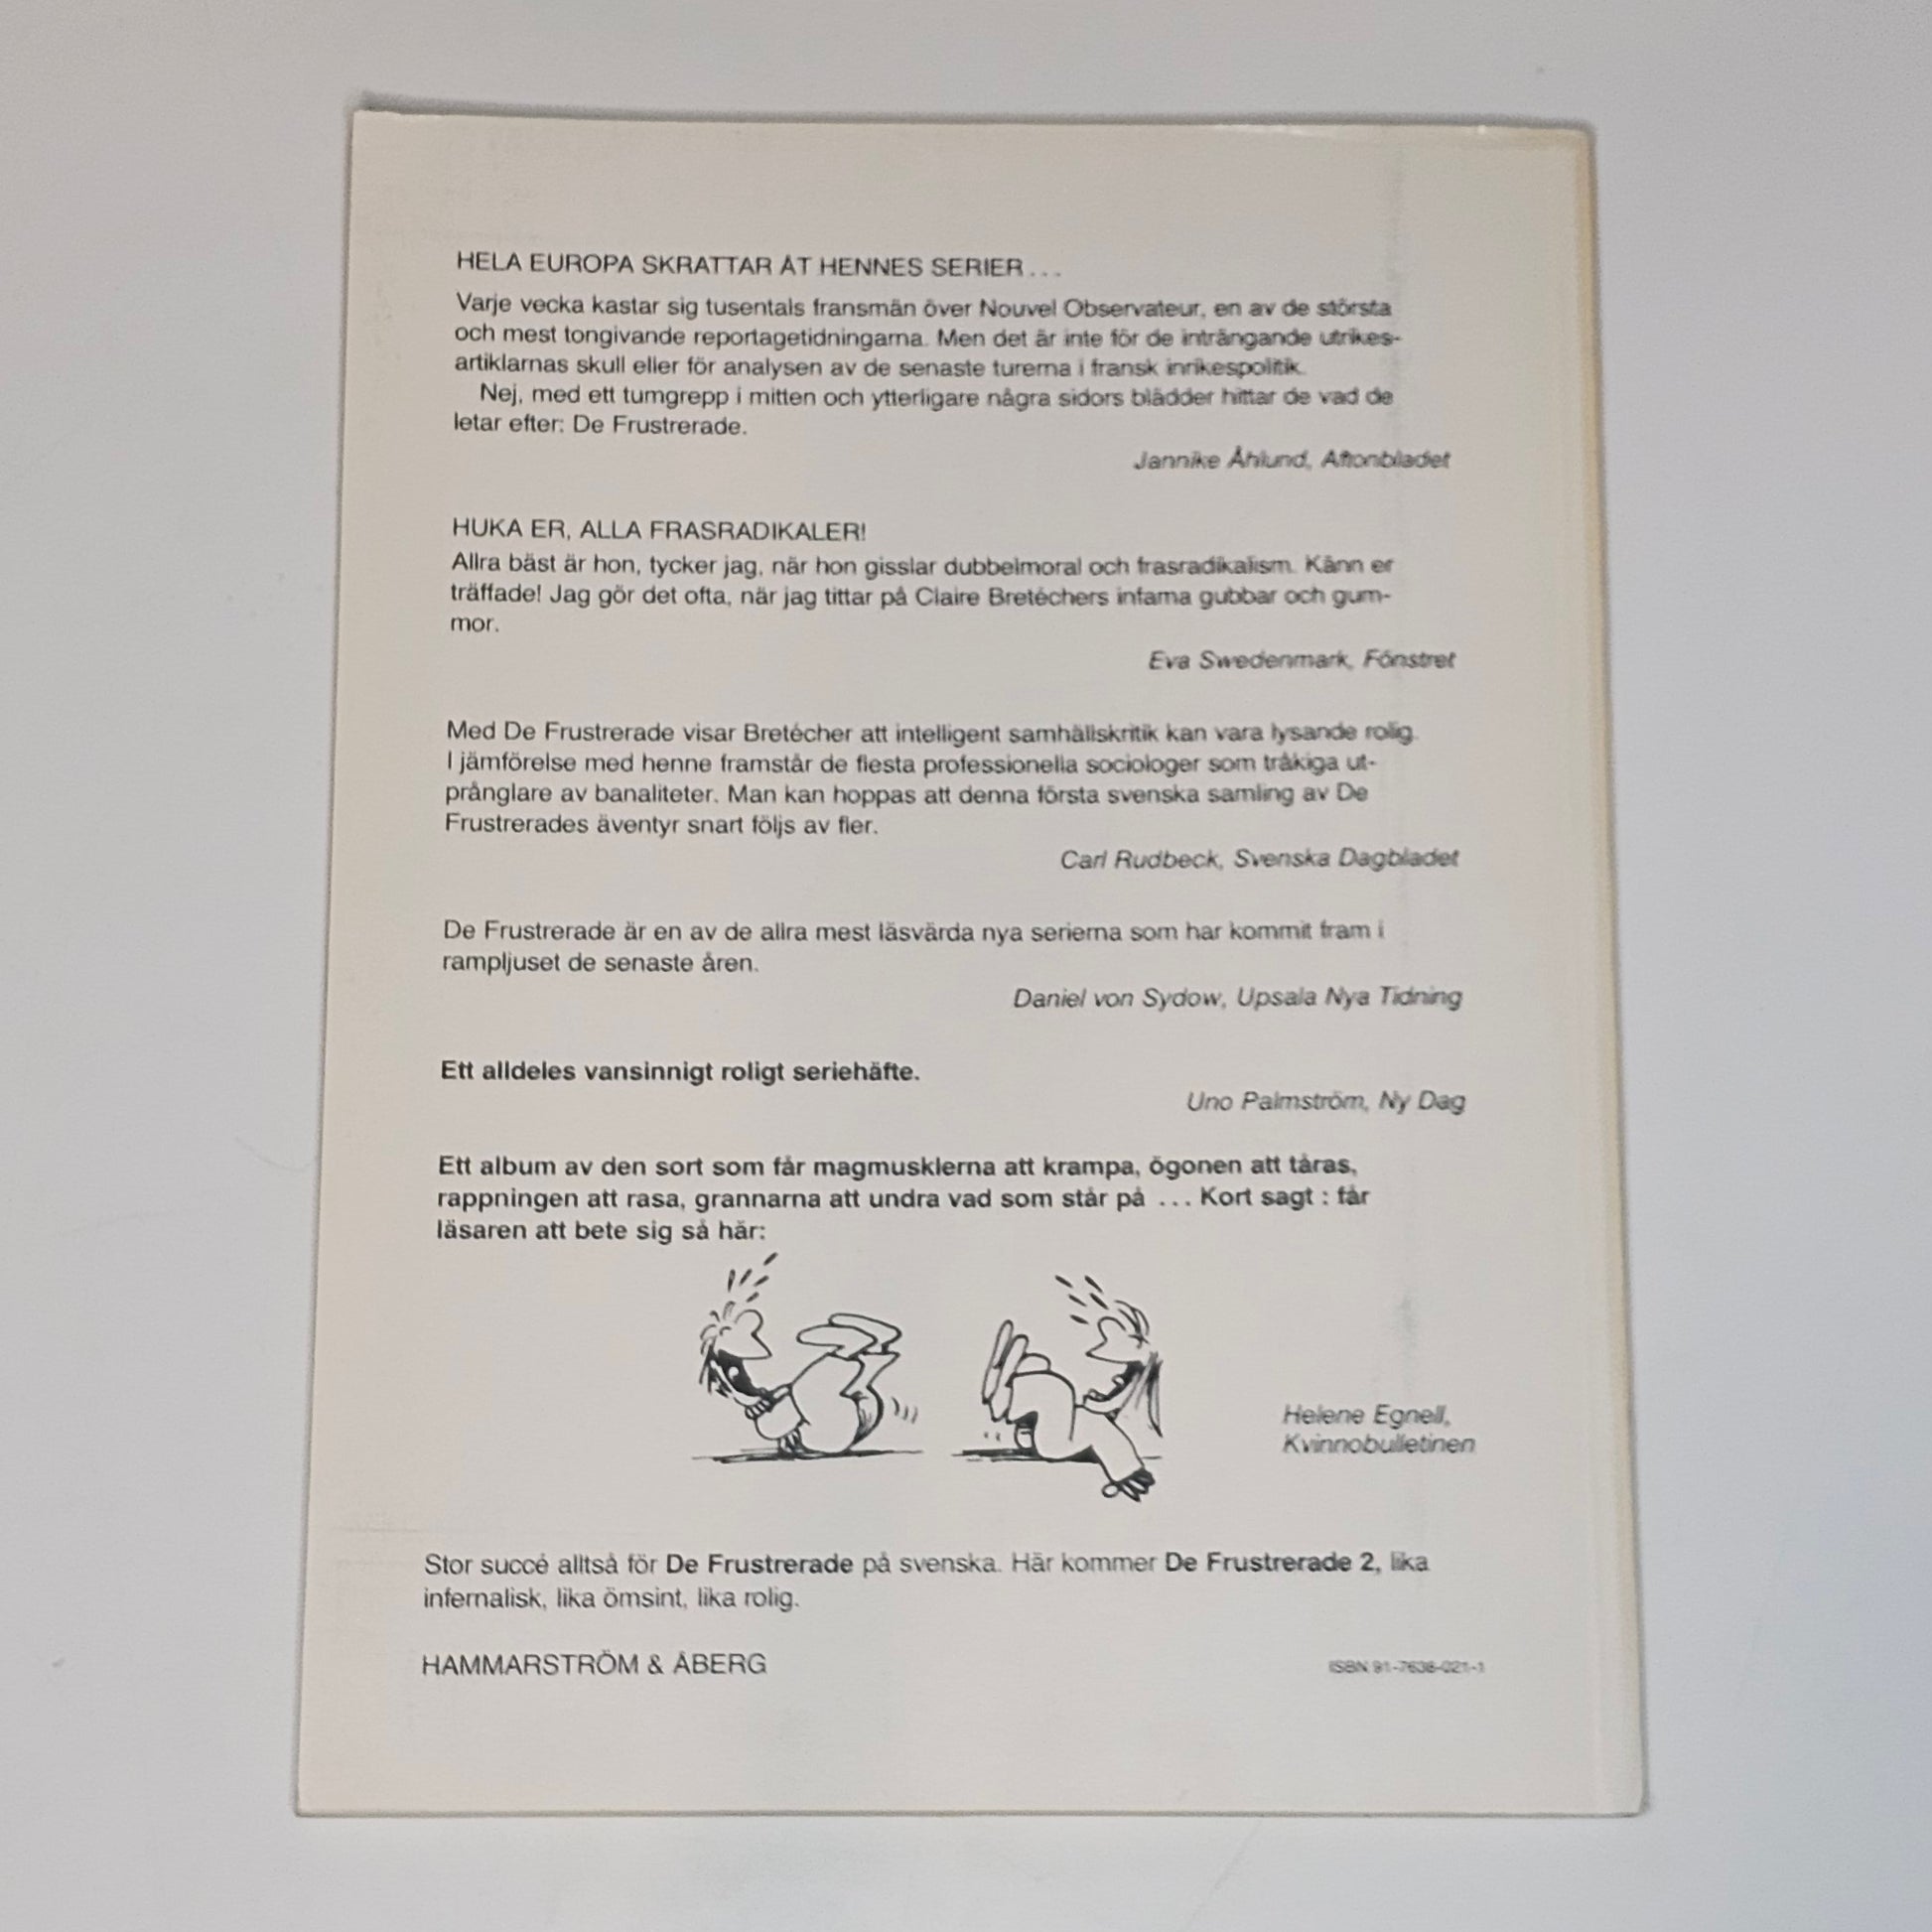 HELA EUROPA SKRATTAR ÅT HENNES SERIER...
Varje vecka kastar sig tusentals fransmän över Nouvel Observateur, en av de största
och mest tongivande reportagetidningarna. Men det är inte för de inträngande utrikes-
artiklarnas skull eller för analysen av de senaste turerna i fransk inrikespolitik.
Nej, med ett tumgrepp i mitten och ytterligare några sidors blädder hittar de vad de
letar efter: De Frustrerade.
Jannike Åhlund, Aftonbladet
HUKA ER, ALLA FRASRADIKALER!
Allra bäst är hon, tycker jag, när hon gisslar dubbelmoral och frasradikalism. Känn er
träffade! Jag gör det ofta, när jag tittar på Claire Bretéchers infama gubbar och gum-
mor.
Eva Swedenmark, Fönstret
Med De Frustrerade visar Bretécher att intelligent samhällskritik kan vara lysande rolig.
I jämförelse med henne framstår de flesta professionella sociologer som tråkiga ut-
prånglare av banaliteter. Man kan hoppas att denna första svenska samling av De
Frustrerades äventyr snart följs av fler.
Carl Rudbeck, Svenska Dagbladet
De Frustrerade är en av de allra mest läsvärda nya serierna som har kommit fram i
rampljuset de senaste åren.
Daniel von Sydow, Upsala Nya Tidning
Ett alldeles vansinnigt roligt seriehäfte.
Uno Palmström, Ny Dag
Ett album av den sort som får magmusklerna att krampa, ögonen att tåras,
rappningen att rasa, grannarna att undra vad som står på ... Kort sagt : får
läsaren att bete sig så här:
Helene Egnell,
Kvinnobulletinen
Stor succé alltså för De Frustrerade på svenska. Här kommer De Frustrerade 2, lika
infernalisk, lika ömsint, lika rolig.
HAMMARSTRÖM & ÅBERG
ISBN 91-7638-021-1